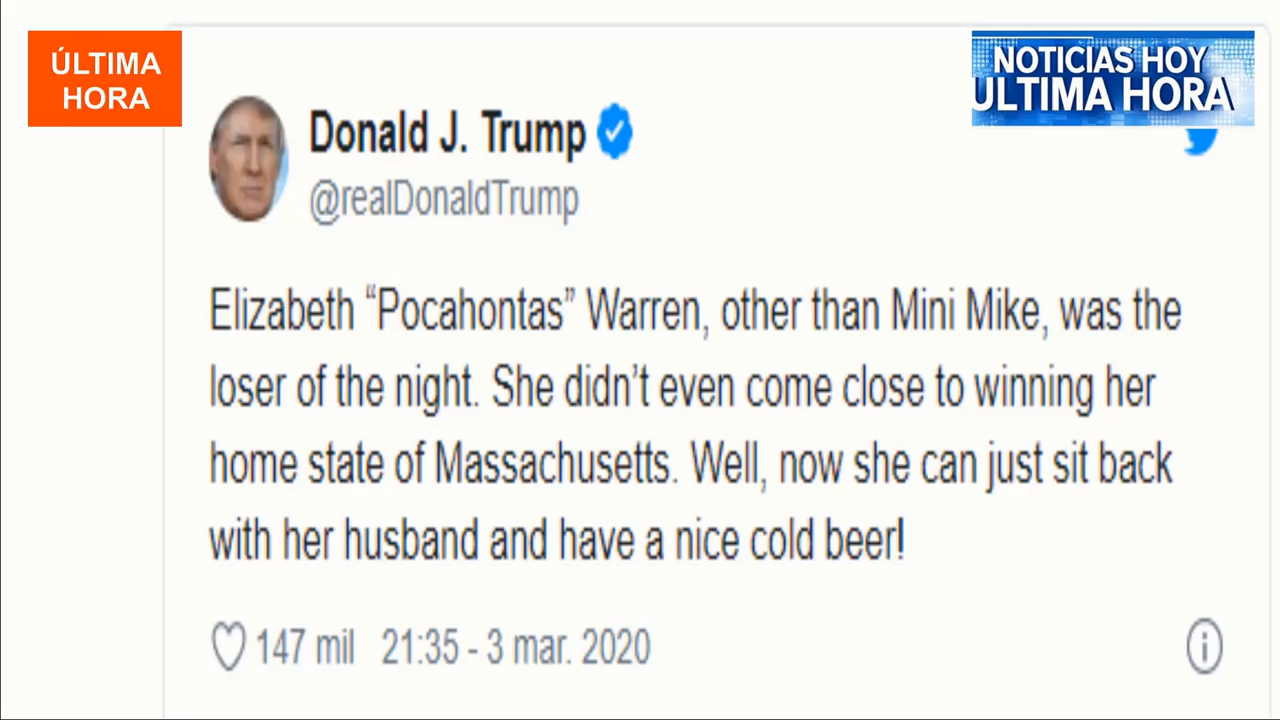 ÚLTIMA
HORA
NOTICIAS HOY
ULTIMA HORA
Donald J. Trump
@realDonaldTrump
Elizabeth “Pocahontas” Warren, other than Mini Mike, was the
loser of the night. She didn’t even come close to winning her
home state of Massachusetts. Well, now she can just sit back
with her husband and have a nice cold beer!
147 mil 21:35 - 3 mar. 2020